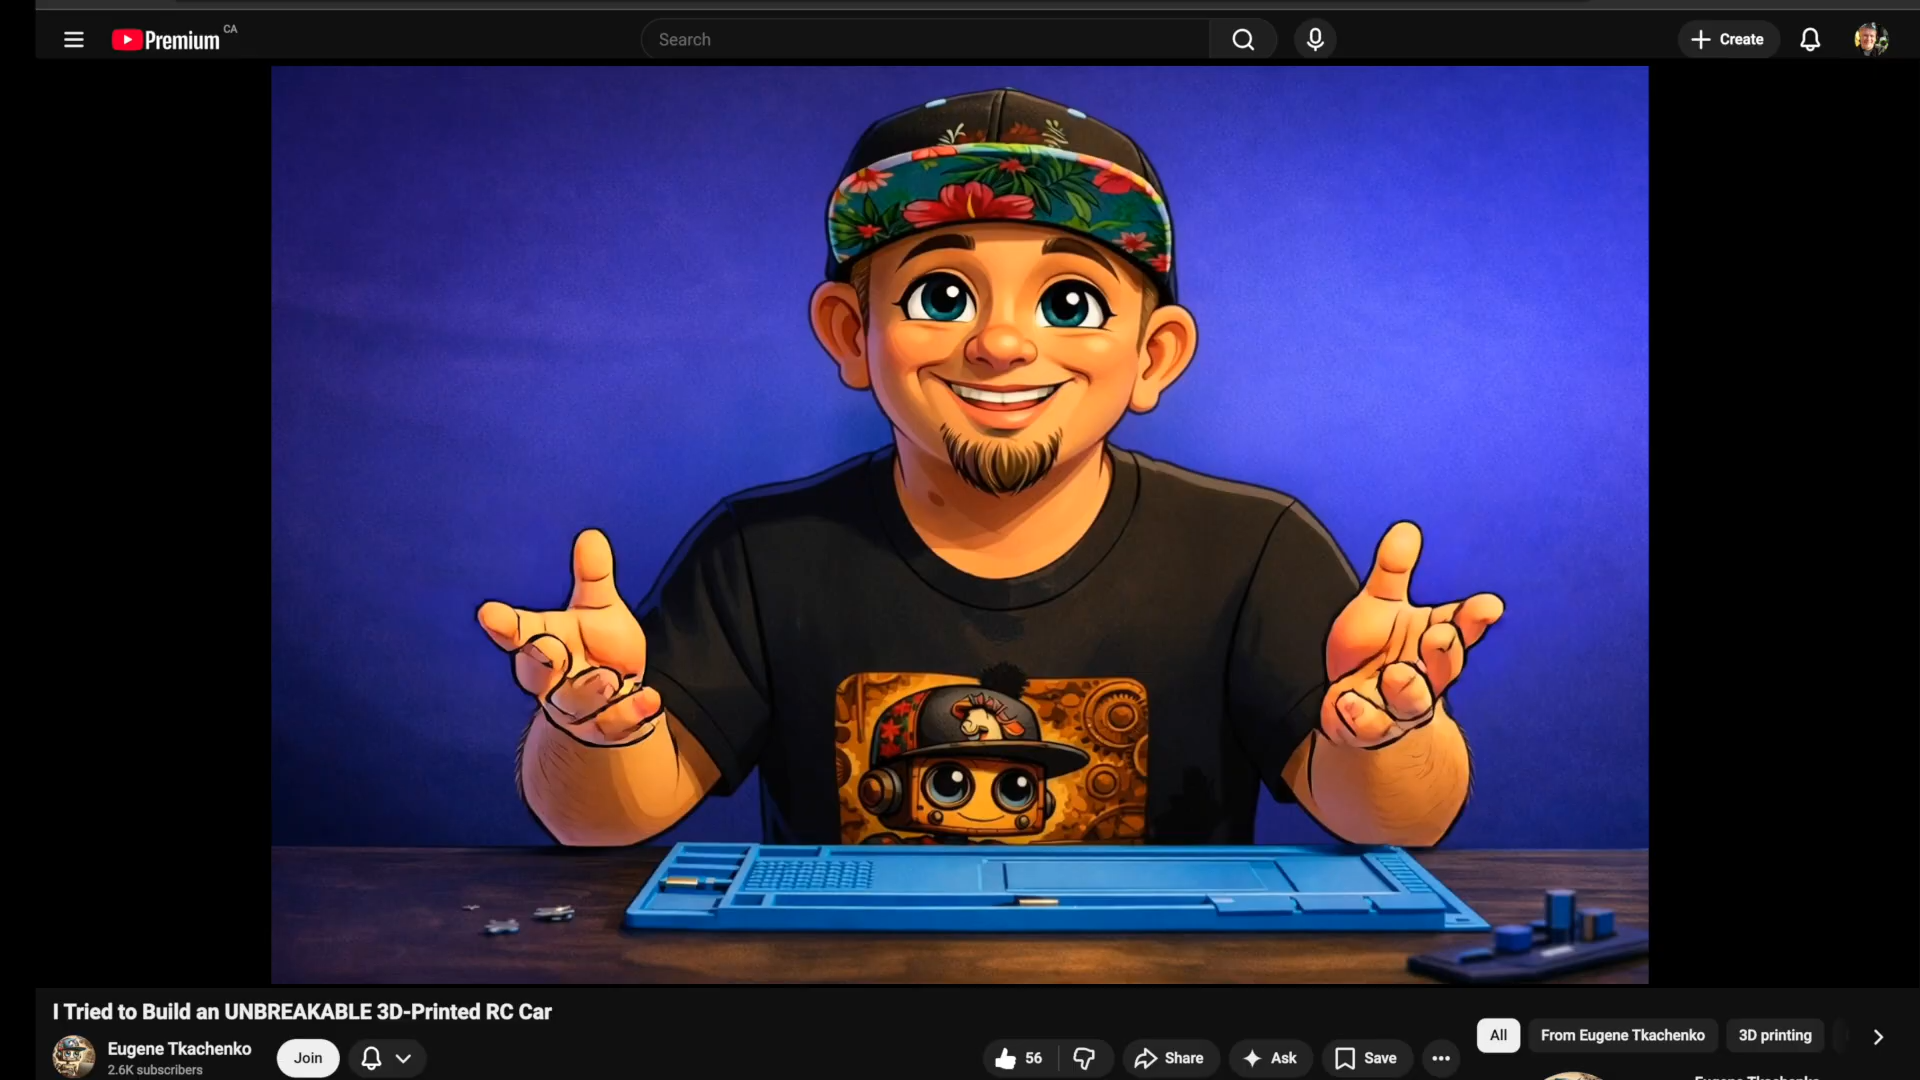 Premium CA
Search
Create
I Tried to Build an UNBREAKABLE 3D-Printed RC Car
Eugene Tkachenko
2.6K subscribers
Join
56
Share
Ask
Save
All
From Eugene Tkachenko
3D printing